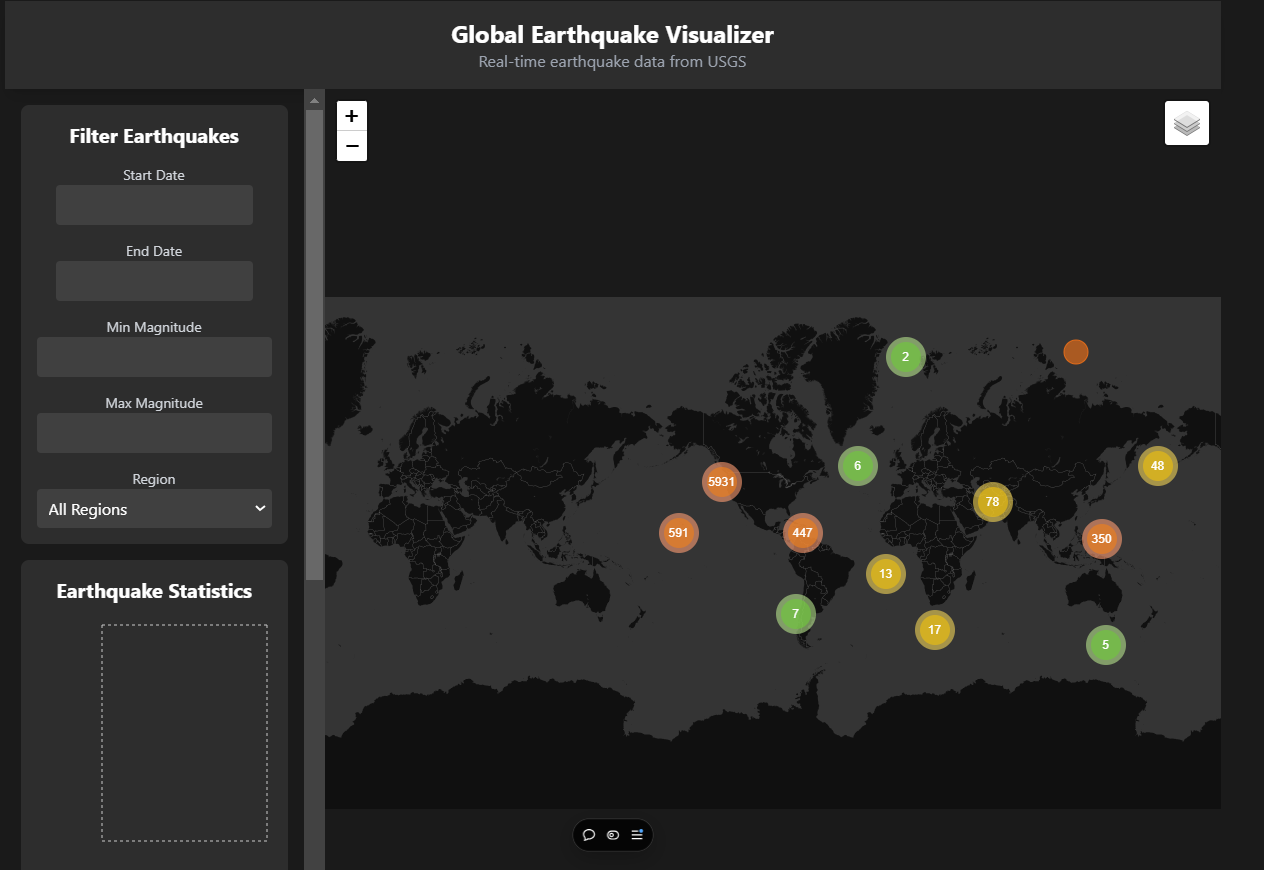 Global Earthquake Visualizer
Real-time earthquake data from USGS
Filter Earthquakes
Start Date
End Date
Min Magnitude
Max Magnitude
Region
All Regions
Earthquake Statistics
+
−
2
6
48
5931
78
591
447
350
13
7
17
5